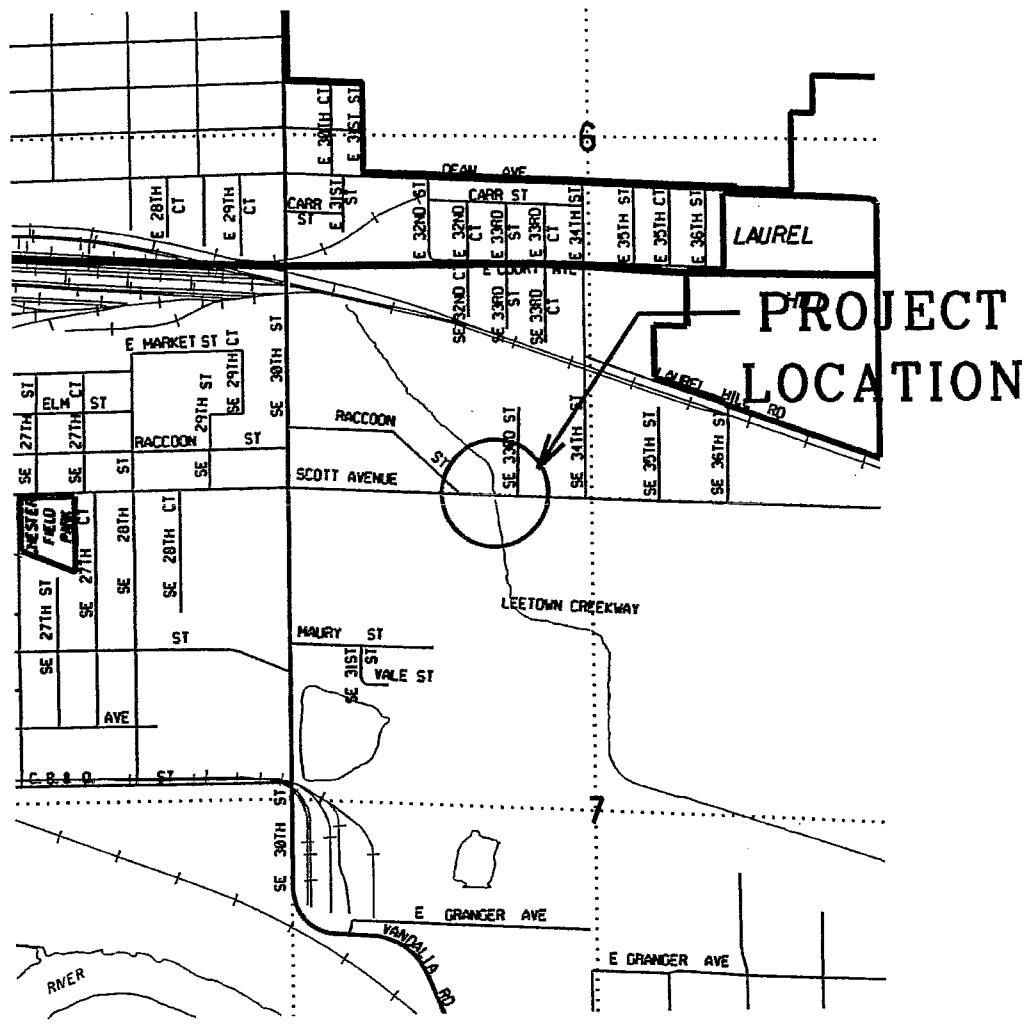 E 30TH CT
E 31ST ST
6
DEAN AVE
E 28TH CT
E 29TH CT
CARR ST
E 31ST ST
E 32ND ST
CARR ST
E 32ND CT
E 33RD ST
E 33RD CT
E 34TH ST
E 35TH ST
E 35TH CT
E 36TH ST
LAUREL
HILL
E COURT AVE
SE 32ND C
SE 33RD ST
SE 33RD CT
PROJECT
LOCATION
E MARKET ST CT
SE 30TH ST
SE 29TH CT
29TH ST
SE
LAUREL HILL RD
SE 27TH ST
ELM ST
SE 27TH CT
RACCOON ST
RACCOON ST
SE 33RD ST
SE 34TH ST
SE 35TH ST
SE 36TH ST
SCOTT AVENUE
CHESTER
FIELD
PARK
SE 27TH CT
SE 28TH ST
SE 28TH CT
SE 27TH ST
LEETOWN CREEKWAY
ST
MAURY ST
SE 31ST ST
VALE ST
AVE
ST
7
SE 30TH ST
E GRANGER AVE
VANDALIA RD
E GRANGER AVE
RIVER